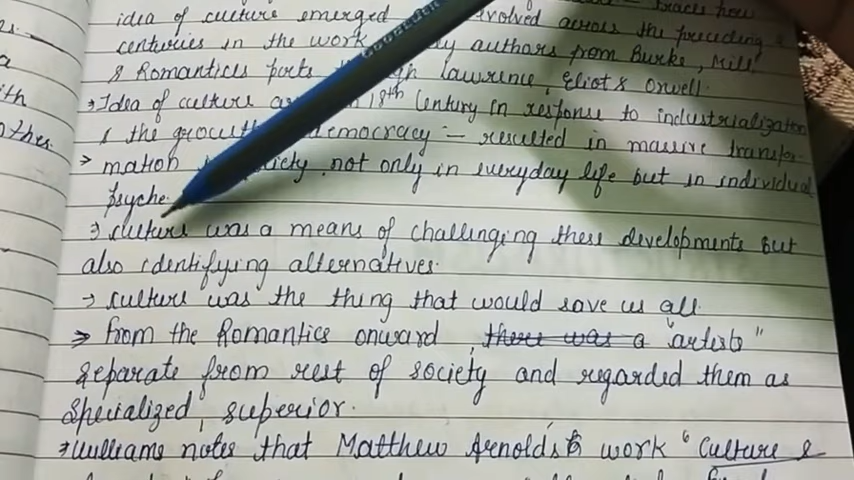 traces how
idea of culture emerged volved across the preceding
centuries in the work by authors from Burke, Mill
& Romantics poets Lawrence, Eliot & Orwell.
→ Idea of culture 18th Century in response to industrialization
& the democracy – resulted in massive transfor-
→ mation not only in everyday life but in individual
psyche
→ culture was a means of challenging these developments but
also identifying alternatives.
→ culture was the thing that would save us all.
⇒ from the Romantics onward, there was a "artists"
separate from rest of society and regarded them as
specialized, superior.
→ Williams notes that Matthew Arnolds work "Culture &